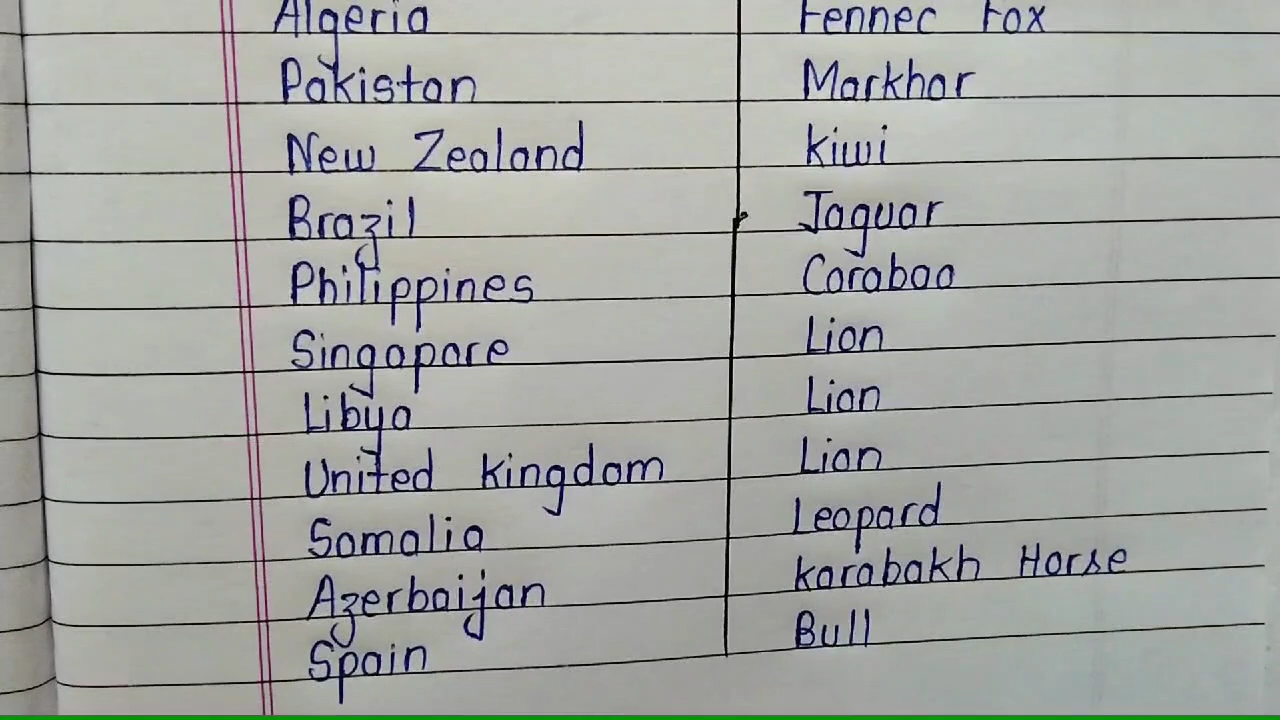 Algeria Fennec Fox
Pakistan Markhor
New Zealand Kiwi
Brazil Jaguar
Philippines Carabao
Singapore Lion
Libya Lion
United Kingdom Lion
Somalia Leopard
Azerbaijan Karabakh Horse
Spain Bull